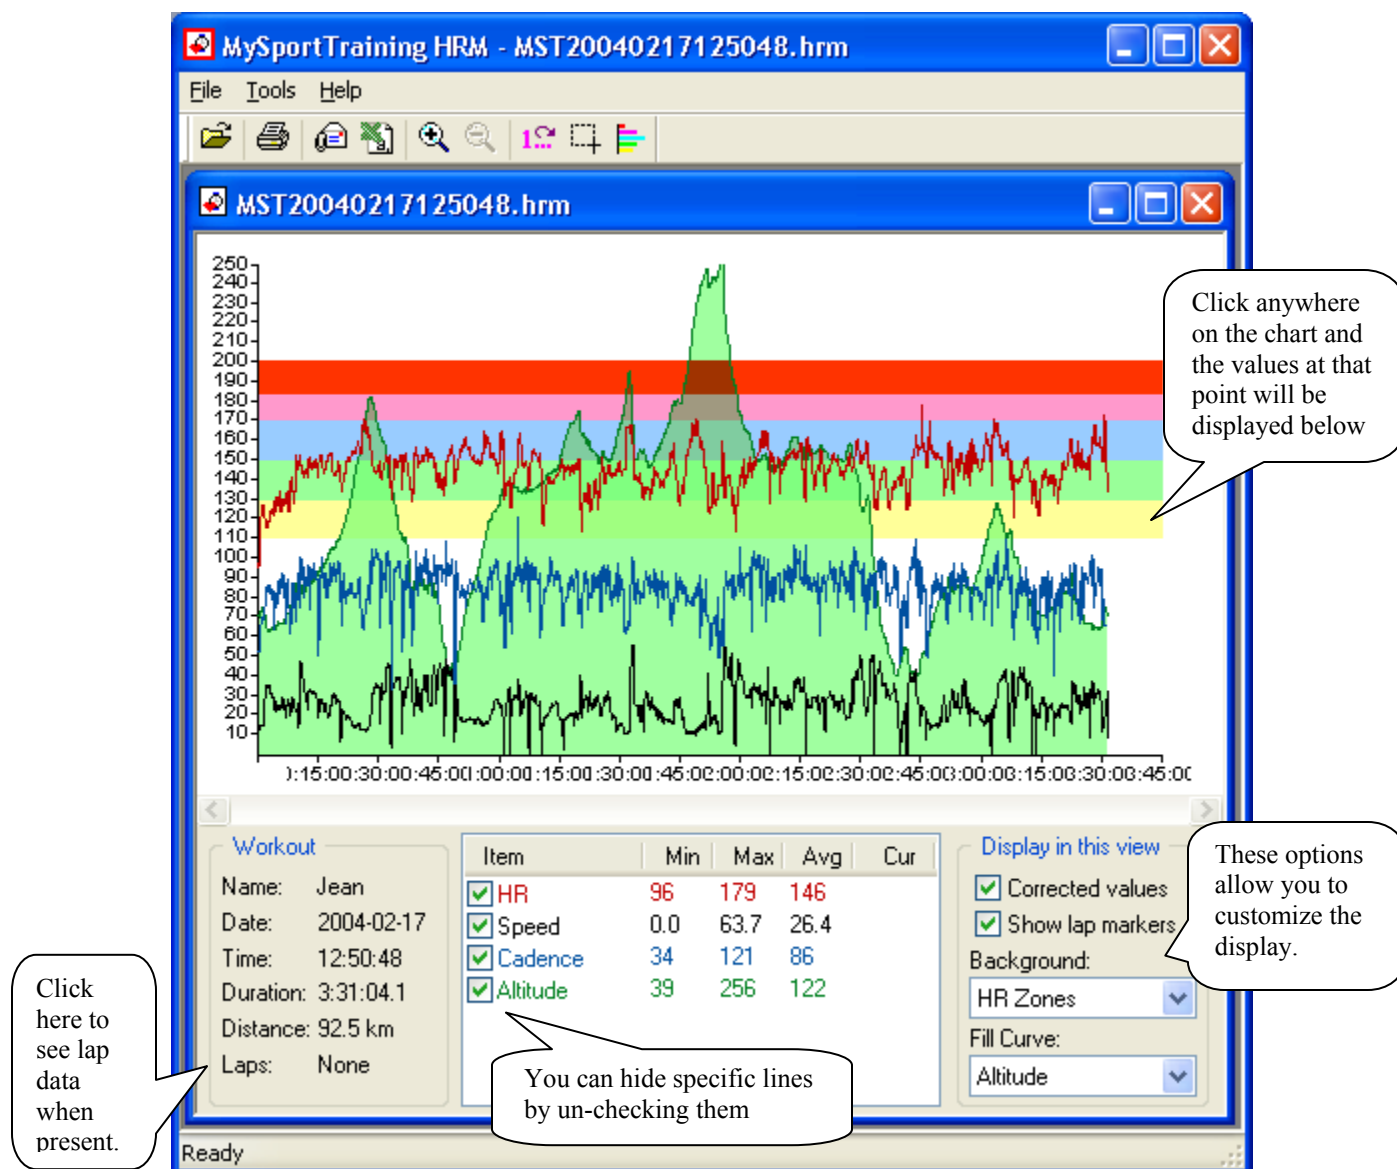 MySportTraining HRM - MST20040217125048.hrm
File Tools Help
MST20040217125048.hrm
250
240
230
220
210
200
190
180
170
160
150
140
130
120
110
100
90
80
70
60
50
40
30
20
10
Click anywhere
on the chart and
the values at that
point will be
displayed below
Workout
Name: Jean
Date: 2004-02-17
Time: 12:50:48
Duration: 3:31:04.1
Distance: 92.5 km
Laps: None
Item Min Max Avg Cur
HR 96 179 146
Speed 0.0 63.7 26.4
Cadence 34 121 86
Altitude 39 256 122
Display in this view
Corrected values
Show lap markers
Background:
HR Zones
Fill Curve:
Altitude
These options
allow you to
customize the
display.
Click
here to
see lap
data
when
present.
You can hide specific lines
by un-checking them
Ready